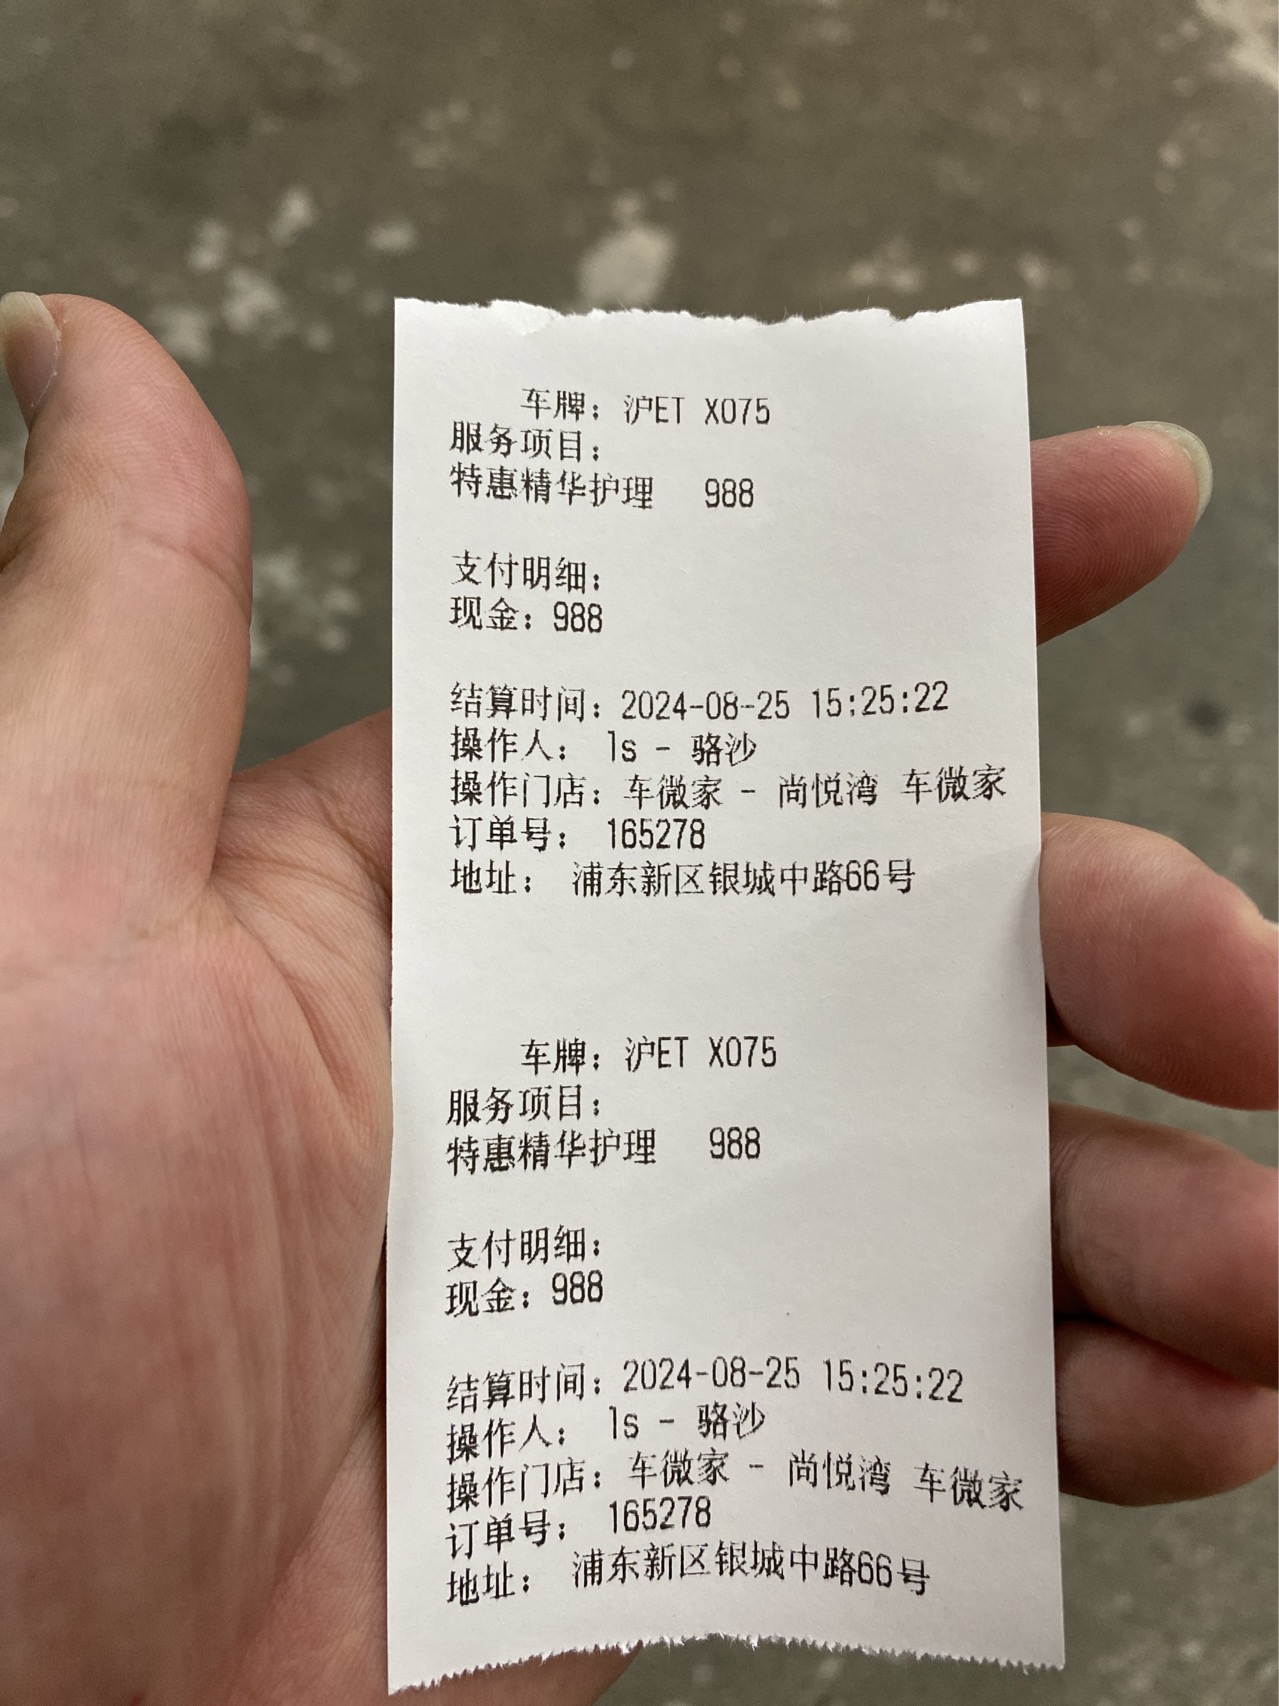 车牌：沪ET X075
服务项目：
特惠精华护理 988
支付明细：
现金：988
结算时间：2024-08-25 15:25:22
操作人： ls - 骆沙
操作门店：车微家 - 尚悦湾 车微家
订单号： 165278
地址： 浦东新区银城中路66号
车牌：沪ET X075
服务项目：
特惠精华护理 988
支付明细：
现金：988
结算时间：2024-08-25 15:25:22
操作人： ls - 骆沙
操作门店：车微家 - 尚悦湾 车微家
订单号： 165278
地址： 浦东新区银城中路66号